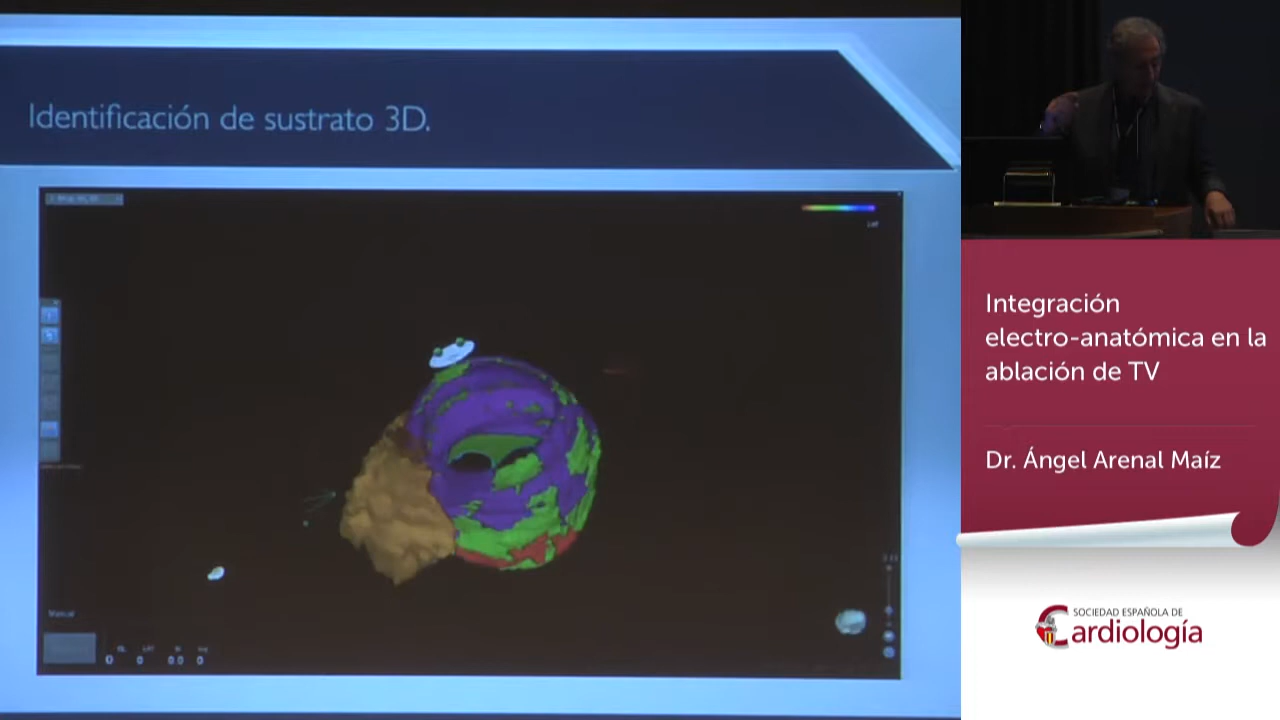 Identificación de sustrato 3D.
Integración
electro-anatómica en la
ablación de TV
Dr. Ángel Arenal Maíz
SOCIEDAD ESPAÑOLA DE
Cardiología